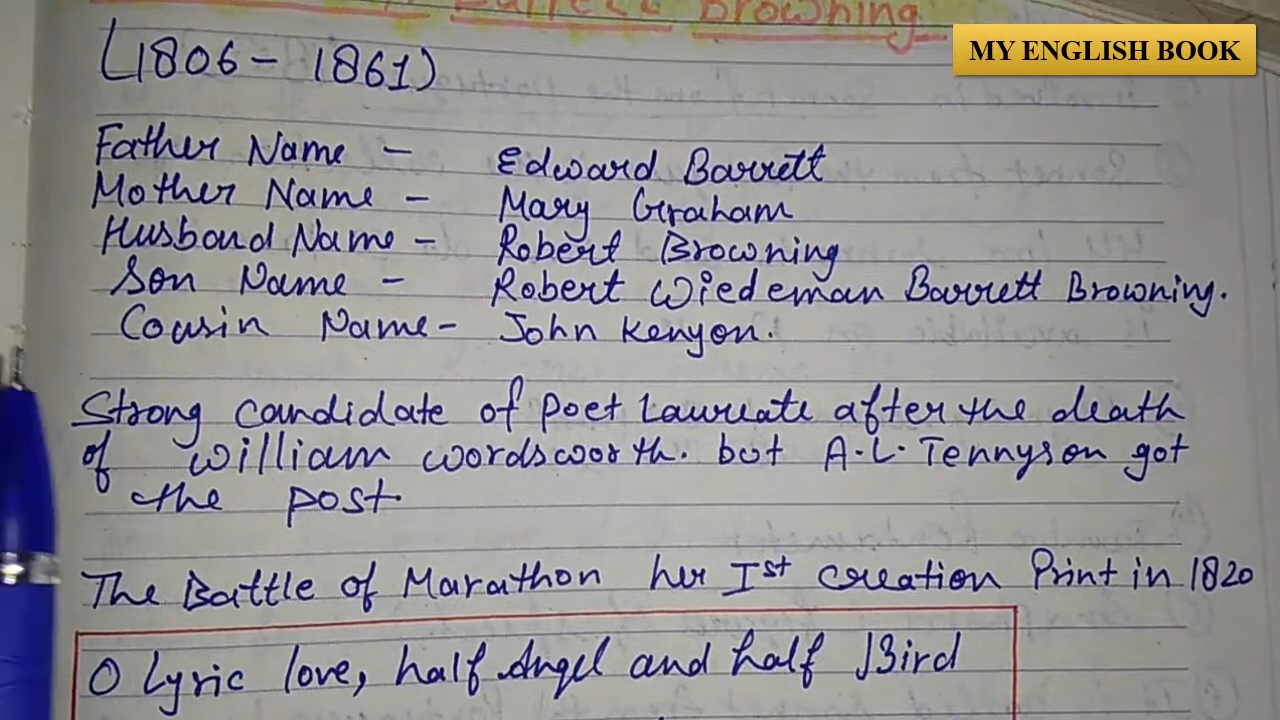 Barrett Browning
MY ENGLISH BOOK
(1806 - 1861)
Father Name - Edward Barrett
Mother Name - Mary Graham
Husband Name - Robert Browning
Son Name - Robert Wiedeman Barrett Browning.
Cousin Name - John Kenyon.
Strong candidate of Poet Laureate after the death
of William wordsworth. but A.L. Tennyson got
the post.
The Battle of Marathon her Ist creation Print in 1820
O Lyric love, half Angel and half Bird